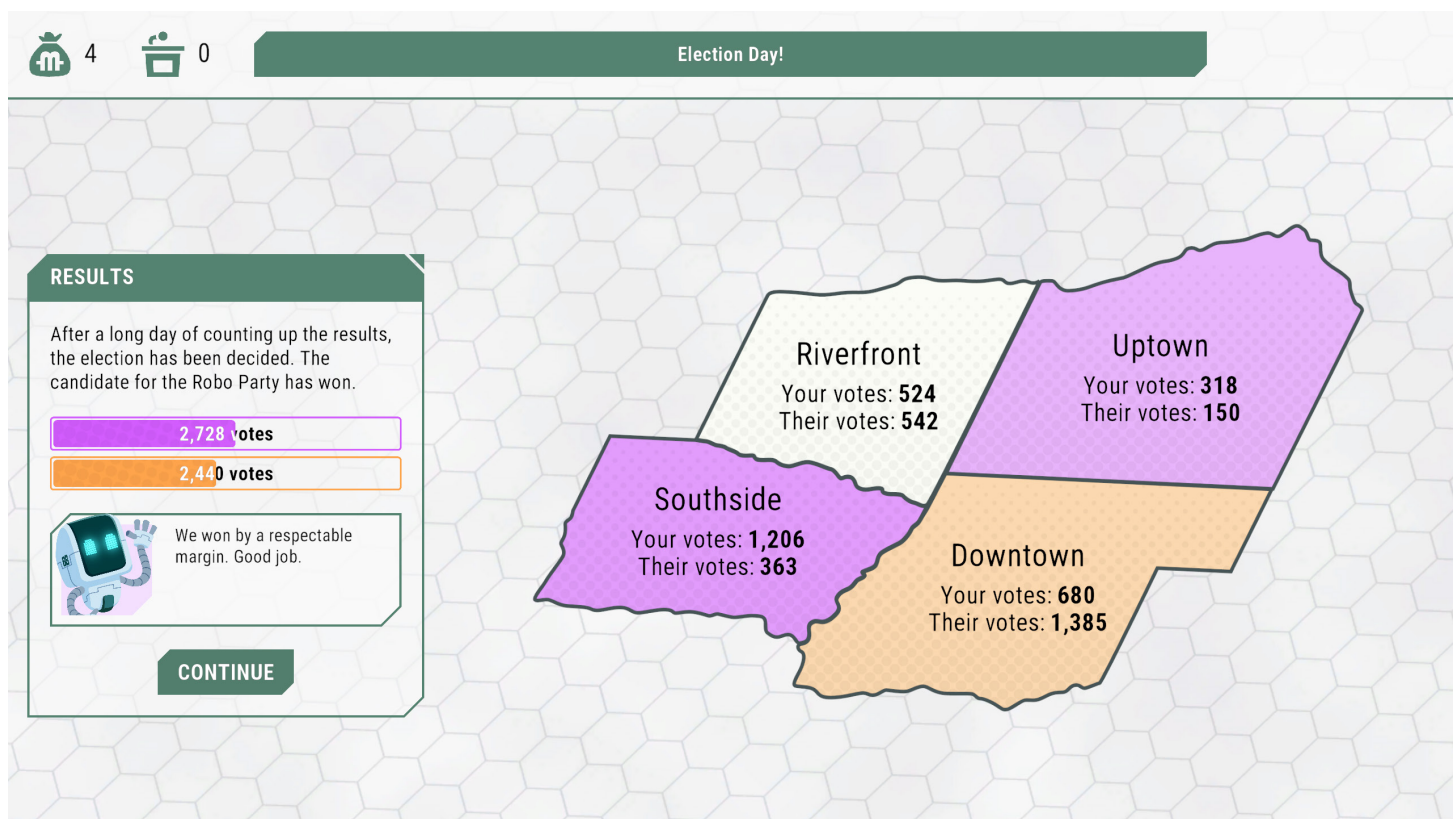 4
0
Election Day!
RESULTS
After a long day of counting up the results,
the election has been decided. The
candidate for the Robo Party has won.
2,728 votes
2,440 votes
We won by a respectable
margin. Good job.
CONTINUE
Riverfront
Your votes: 524
Their votes: 542
Uptown
Your votes: 318
Their votes: 150
Southside
Your votes: 1,206
Their votes: 363
Downtown
Your votes: 680
Their votes: 1,385